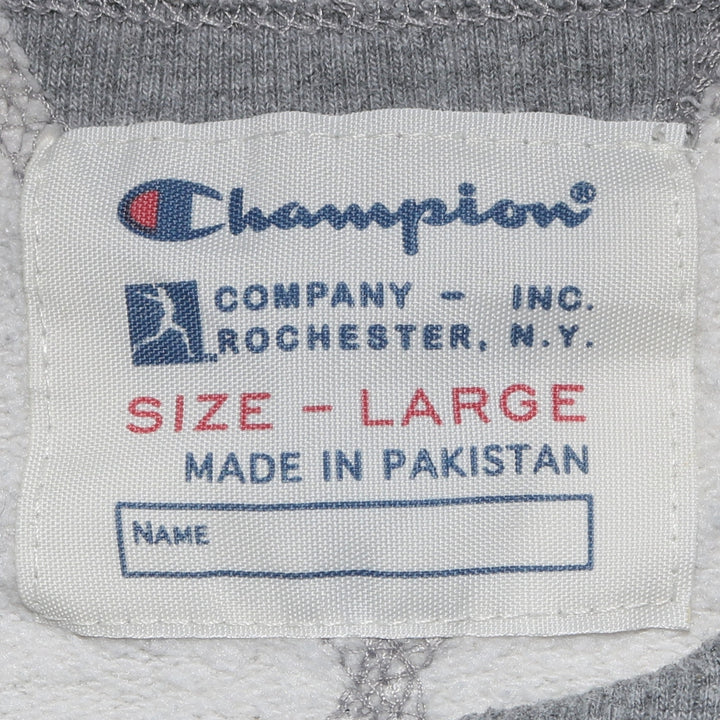 Champion®
COMPANY - INC.
ROCHESTER, N.Y.
SIZE - LARGE
MADE IN PAKISTAN
NAME